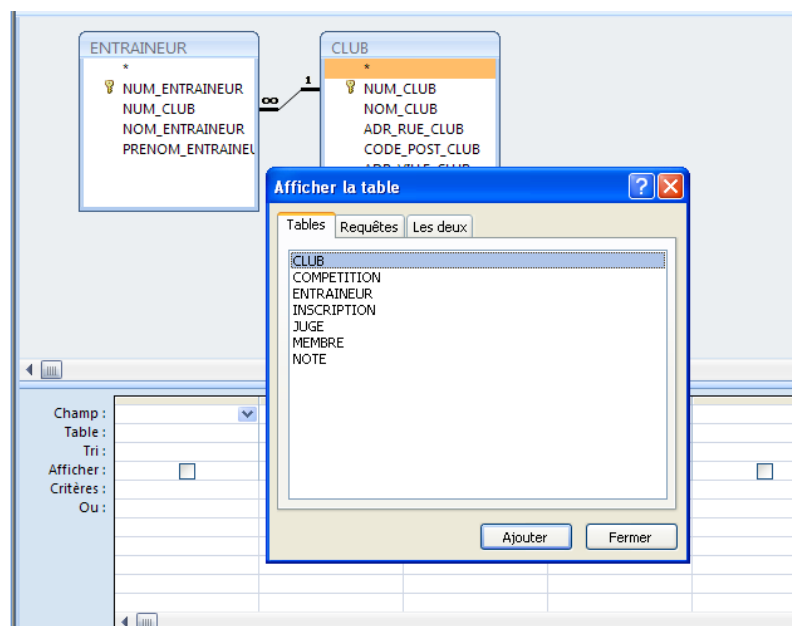 ENTRAINEUR
*
NUM_ENTRAINEUR
NUM_CLUB
NOM_ENTRAINEUR
PRENOM_ENTRAINEU
∞
1
CLUB
*
NUM_CLUB
NOM_CLUB
ADR_RUE_CLUB
CODE_POST_CLUB
ADR_VILLE_CLUB
Afficher la table
Tables Requêtes Les deux
CLUB
COMPETITION
ENTRAINEUR
INSCRIPTION
JUGE
MEMBRE
NOTE
Ajouter Fermer
Champ :
Table :
Tri :
Afficher :
Critères :
Ou :